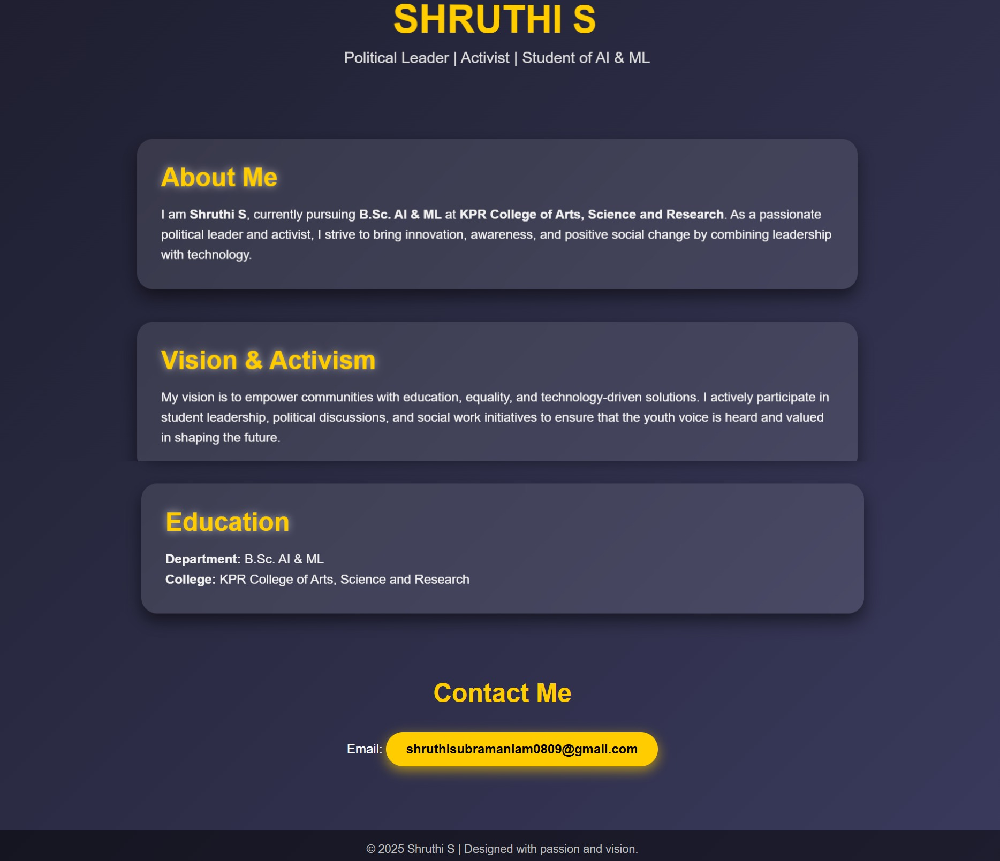 SHRUTHI S
Political Leader | Activist | Student of AI & ML
About Me
I am Shruthi S, currently pursuing B.Sc. AI & ML at KPR College of Arts, Science and Research. As a passionate
political leader and activist, I strive to bring innovation, awareness, and positive social change by combining leadership
with technology.
Vision & Activism
My vision is to empower communities with education, equality, and technology-driven solutions. I actively participate in
student leadership, political discussions, and social work initiatives to ensure that the youth voice is heard and valued
in shaping the future.
Education
Department: B.Sc. AI & ML
College: KPR College of Arts, Science and Research
Contact Me
Email: shruthisubramaniam0809@gmail.com
© 2025 Shruthi S | Designed with passion and vision.